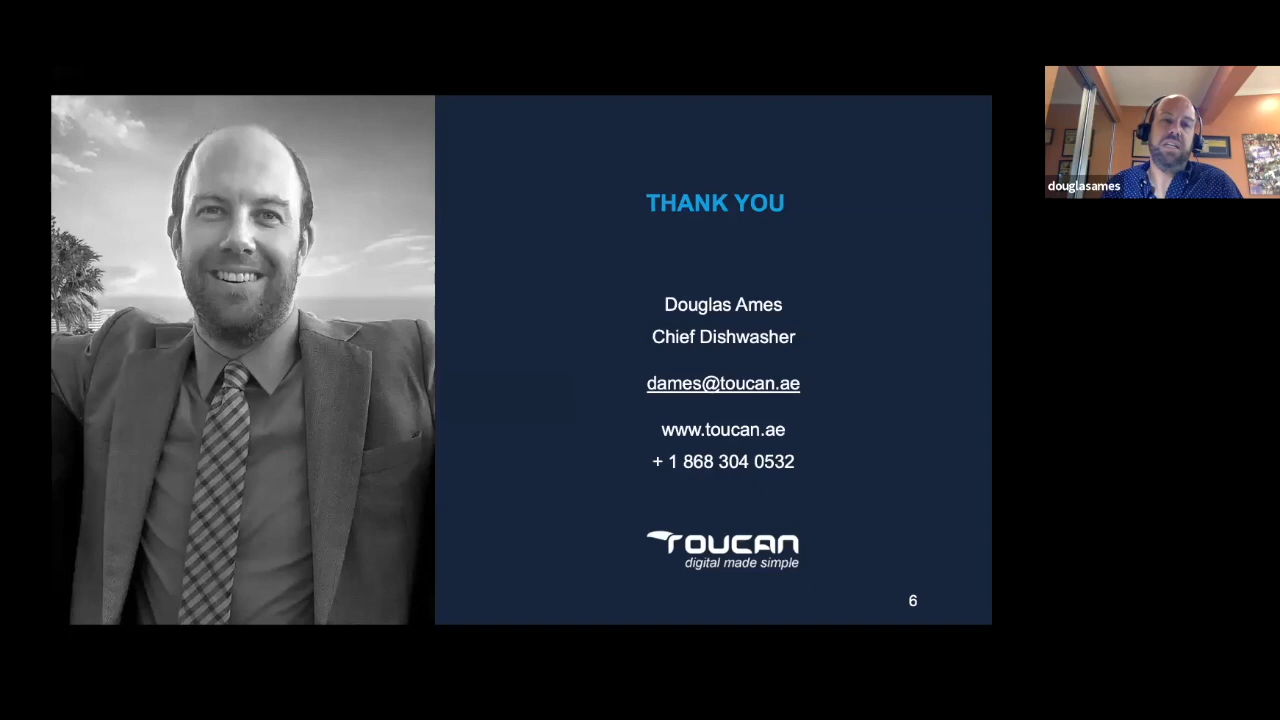 THANK YOU
Douglas Ames
Chief Dishwasher
dames@toucan.ae
www.toucan.ae
+ 1 868 304 0532
TOUCAN
digital made simple
6
douglasames